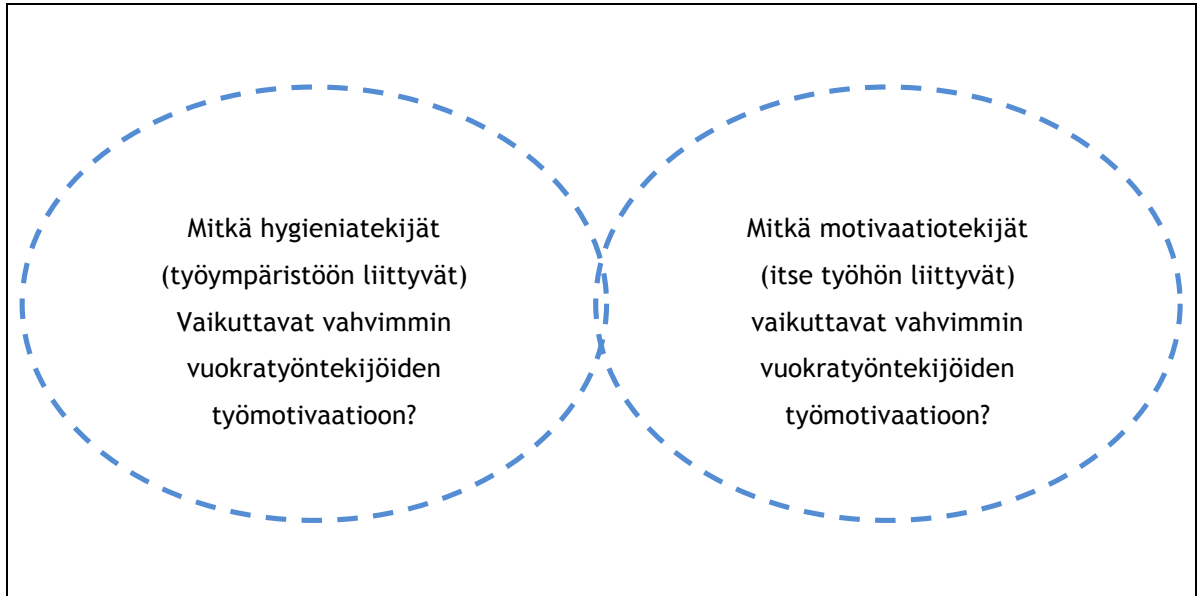 Mitkä hygieniatekijät
(työympäristöön liittyvät)
Vaikuttavat vahvimmin
vuokratyöntekijöiden
työmotivaatioon?
Mitkä motivaatiotekijät
(itse työhön liittyvät)
vaikuttavat vahvimmin
vuokratyöntekijöiden
työmotivaatioon?